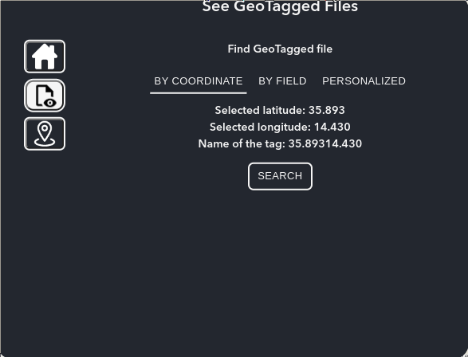 See GeoTagged Files
Find GeoTagged file
BY COORDINATE BY FIELD PERSONALIZED
Selected latitude: 35.893
Selected longitude: 14.430
Name of the tag: 35.89314.430
SEARCH